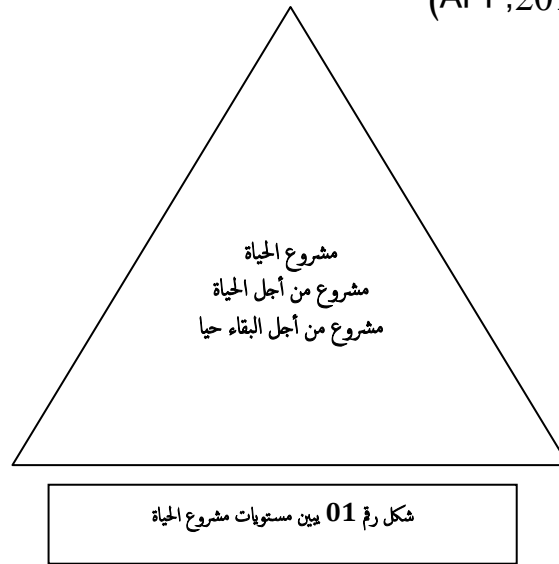 مشروع الحياة
مشروع من أجل الحياة
مشروع من أجل البقاء حيا
شكل رقم 01 يبين مستويات مشروع الحياة